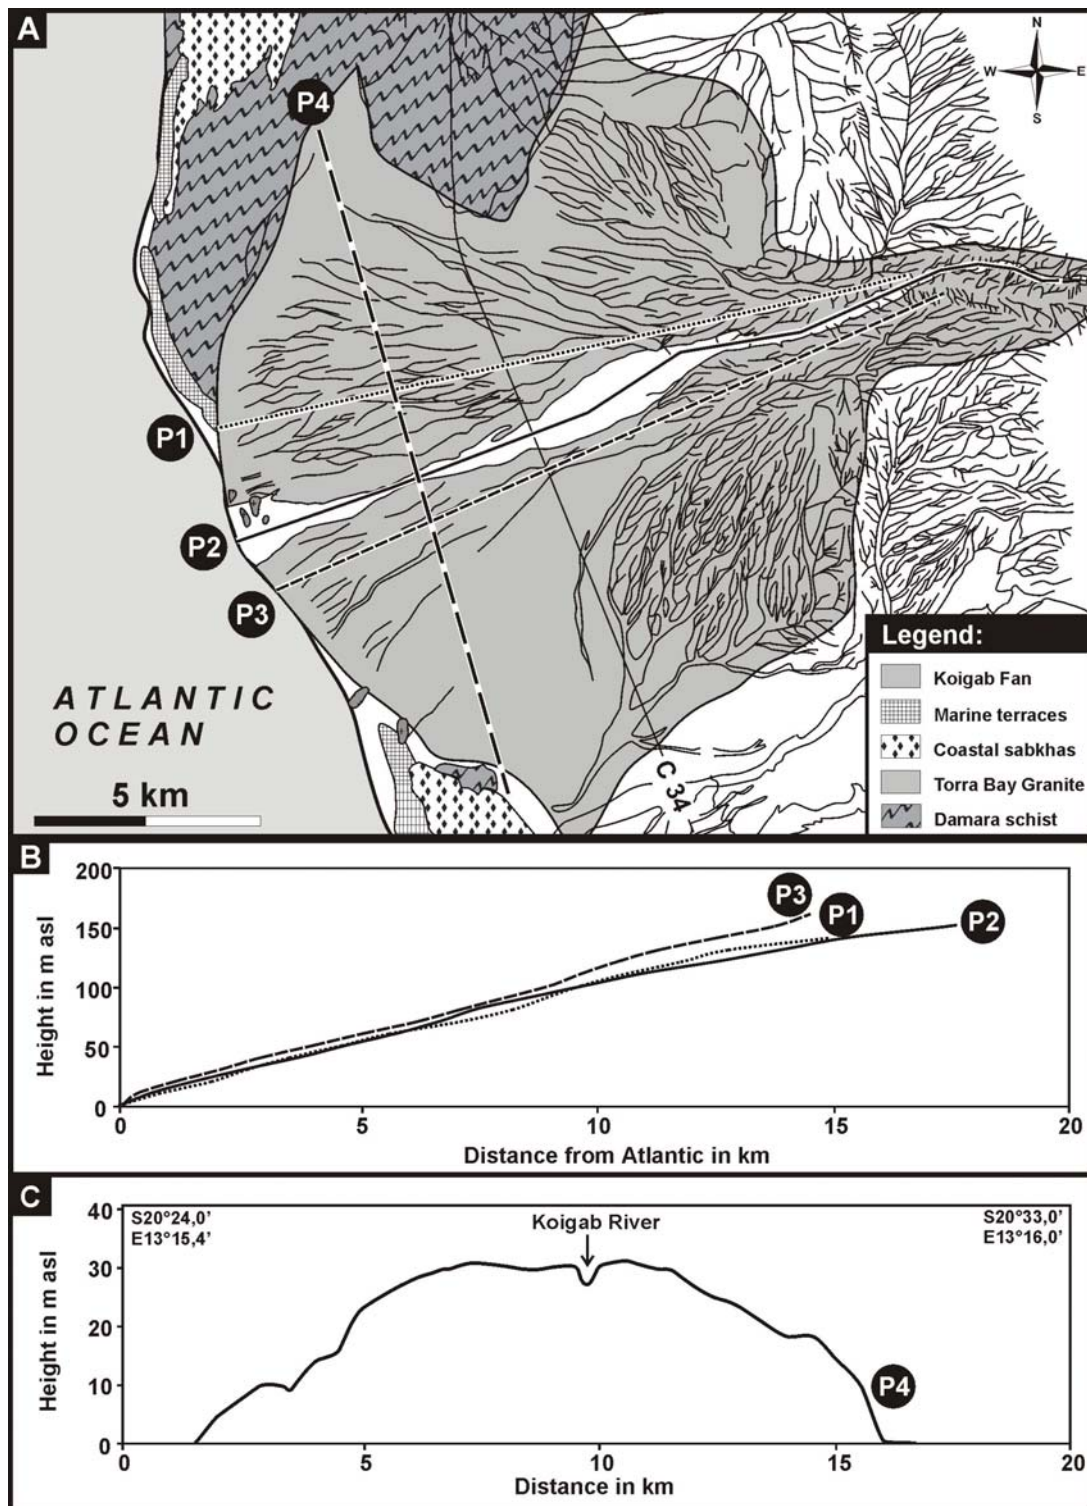 A
N
W E
S
P4
P1
P2
P3
ATLANTIC
OCEAN
5 km
C 34
Legend:
Koigab Fan
Marine terraces
Coastal sabkhas
Torra Bay Granite
Damara schist
B
200
150
100
50
0
Height in m asl
P3
P1
P2
0 5 10 15 20
Distance from Atlantic in km
C
40
30
20
10
0
Height in m asl
S20°24,0'
E13°15,4'
Koigab River
S20°33,0'
E13°16,0'
P4
0 5 10 15 20
Distance in km